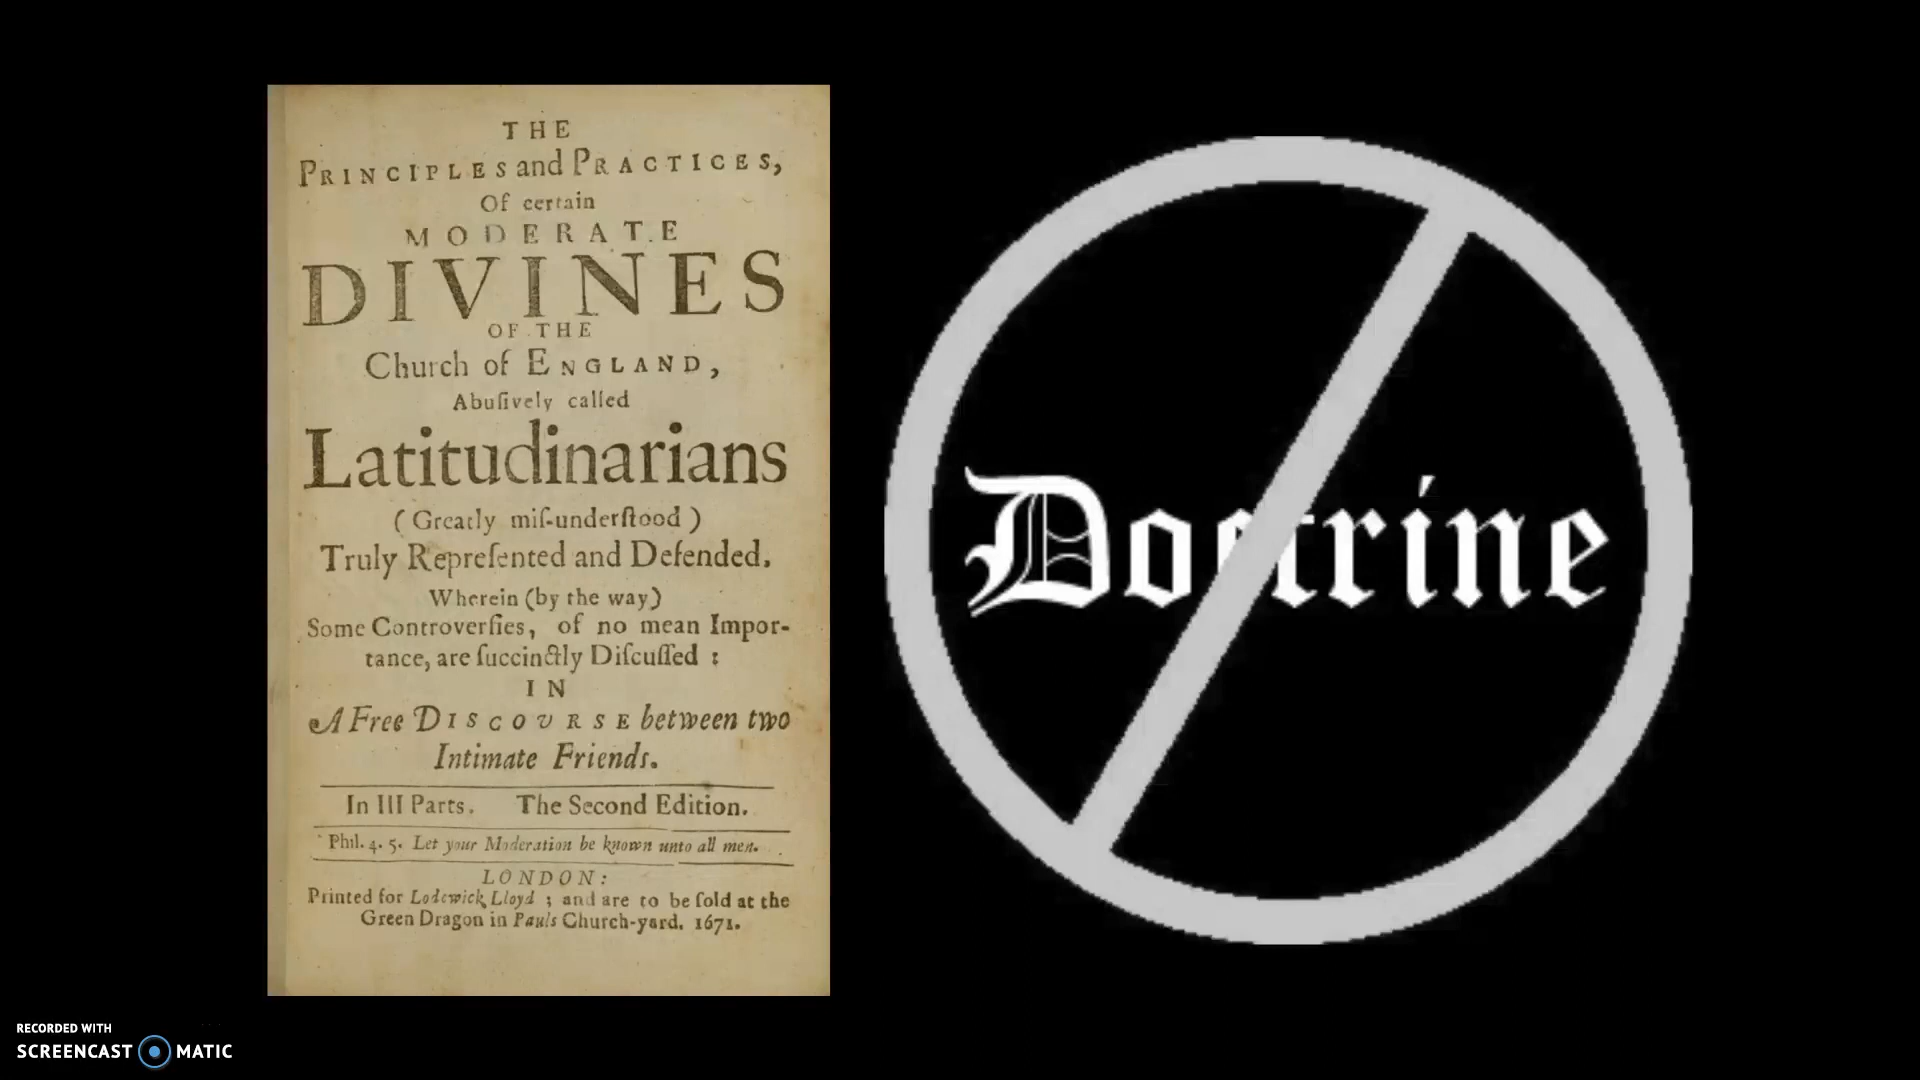 THE
PRINCIPLES and PRACTICES,
Of certain
MODERATE
DIVINES
OF THE
Church of ENGLAND,
Abuſively called
Latitudinarians
(Greatly miſ-underſtood)
Truly Repreſented and Defended.
Wherein (by the way)
Some Controverſies, of no mean Impor-
tance, are ſuccinctly Diſcuſſed :
IN
A Free DISCOVRSE between two
Intimate Friends.
In III Parts. The Second Edition.
Phil. 4. 5. Let your Moderation be known unto all men.
LONDON:
Printed for Lodowick Lloyd ; and are to be ſold at the
Green Dragon in Pauls Church-yard. 1671.
Doctrine
RECORDED WITH
SCREENCAST MATIC